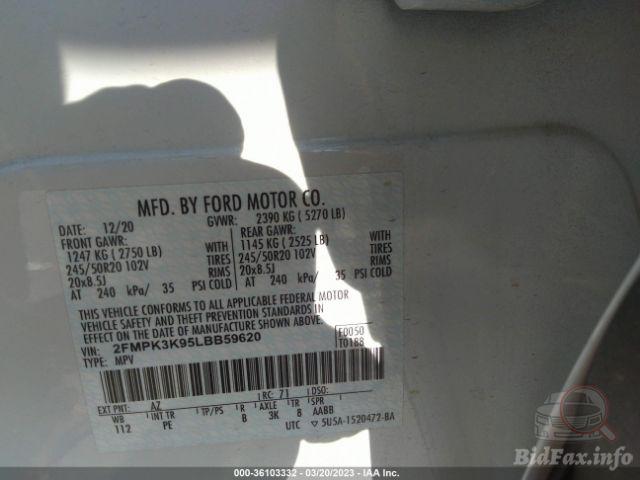 MFD. BY FORD MOTOR CO.
DATE: 12/20 GVWR: 2390 KG ( 5270 LB)
FRONT GAWR: REAR GAWR:
1247 KG ( 2750 LB) WITH 1145 KG ( 2525 LB) WITH
245/50R20 102V TIRES 245/50R20 102V TIRES
20x8.5J RIMS 20x8.5J RIMS
AT 240 kPa/ 35 PSI COLD AT 240 kPa/ 35 PSI COLD
THIS VEHICLE CONFORMS TO ALL APPLICABLE FEDERAL MOTOR
VEHICLE SAFETY AND THEFT PREVENTION STANDARDS IN
EFFECT ON THE DATE OF MANUFACTURE SHOWN ABOVE.
VIN: 2FMPK3K95LBB59620 F0050
TYPE: MPV T0188
EXT PNT: AZ RC: 71 DSO:
WB INT TR TP/PS R AXLE TR SPR
112 PE B 3K 8 AABB
UTC 5U5A-1520472-BA
000-36103332 - 03/20/2023 - IAA Inc.
BidFax.info